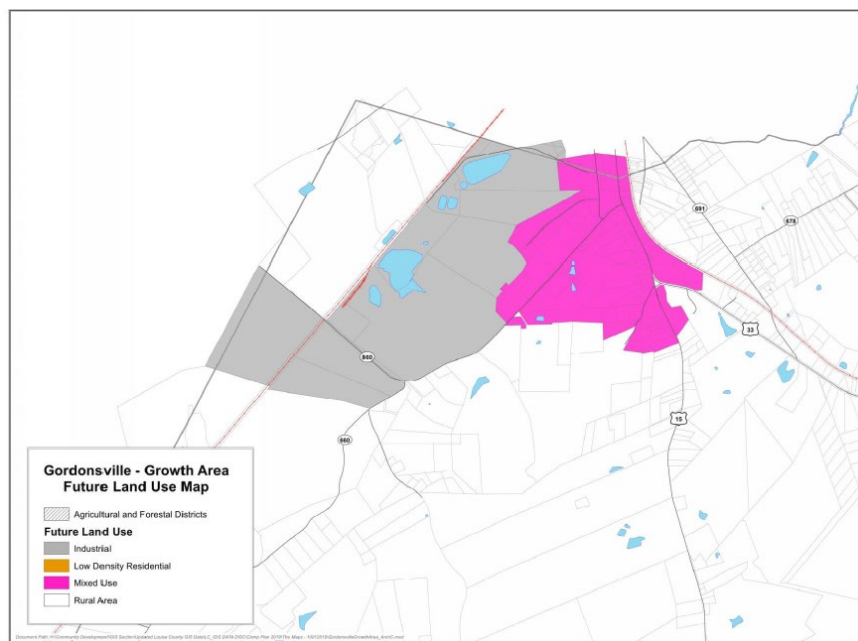 691
678
33
860
15
660
Gordonsville - Growth Area
Future Land Use Map
Agricultural and Forestal Districts
Future Land Use
Industrial
Low Density Residential
Mixed Use
Rural Area